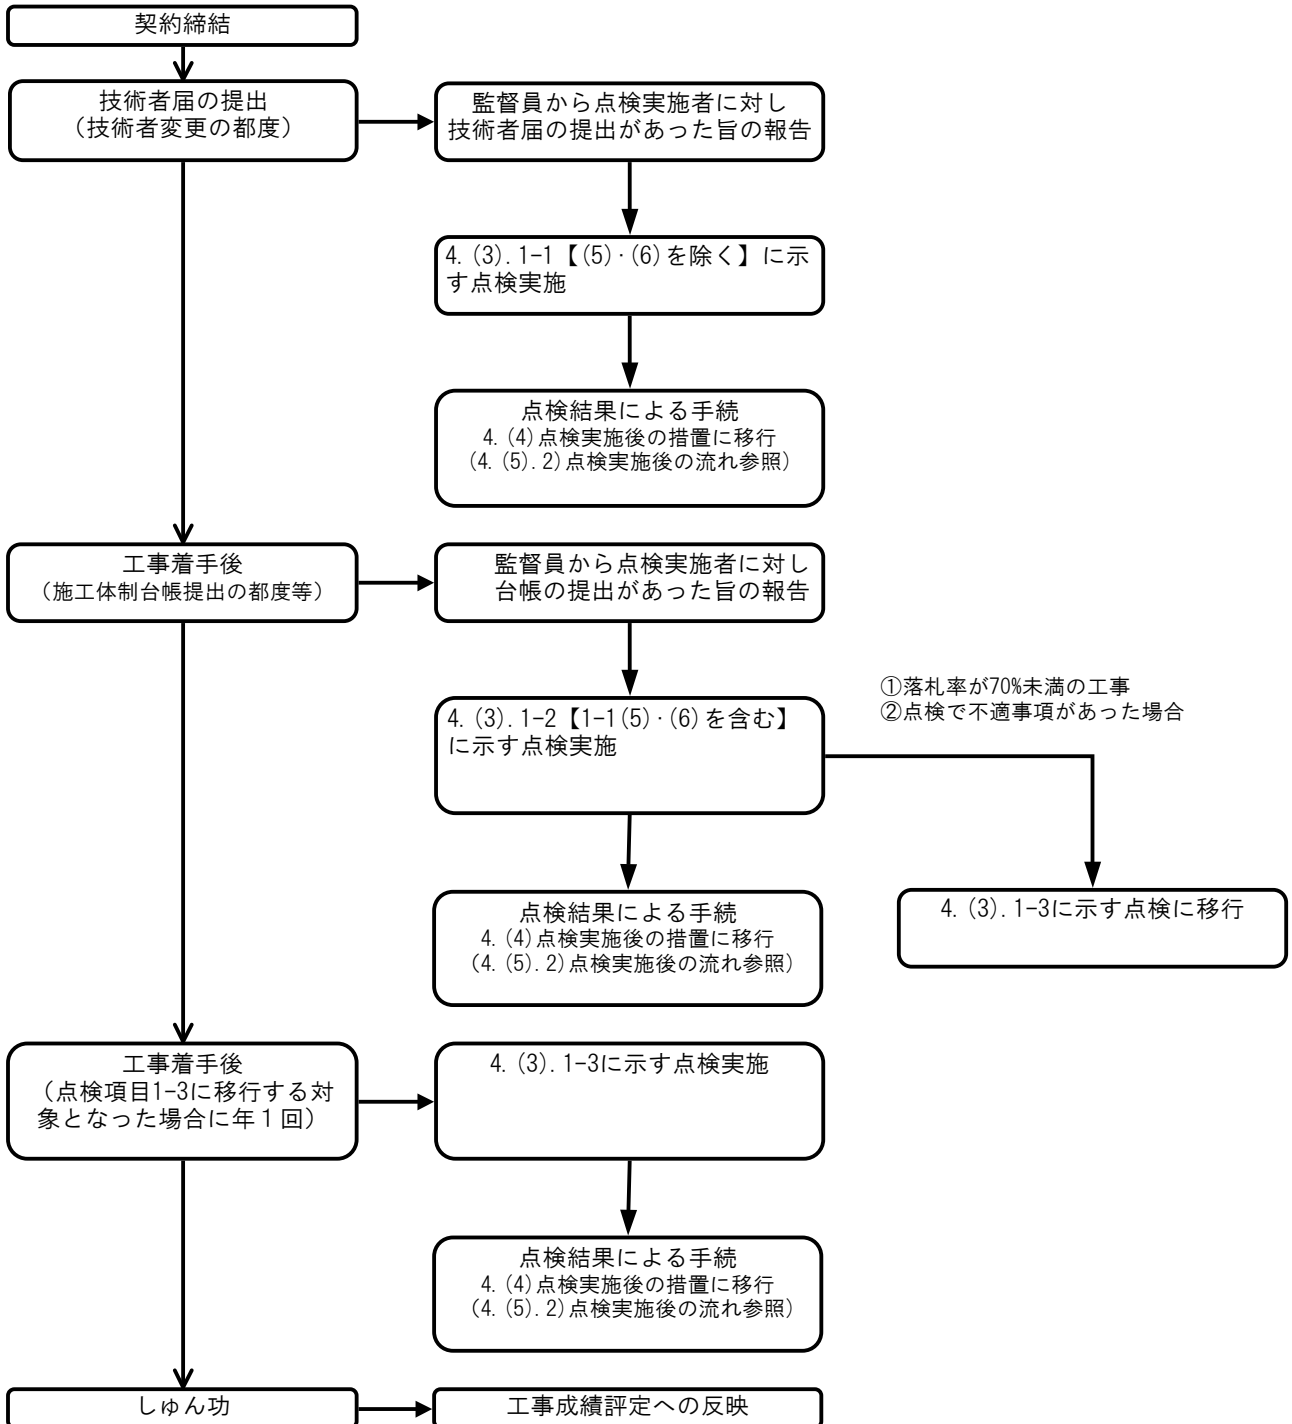 契約締結
技術者届の提出
（技術者変更の都度）
監督員から点検実施者に対し
技術者届の提出があった旨の報告
4.(3).1-1【(5)･(6)を除く】に示
す点検実施
点検結果による手続
4.(4)点検実施後の措置に移行
(4.(5).2)点検実施後の流れ参照)
工事着手後
（施工体制台帳提出の都度等）
監督員から点検実施者に対し
台帳の提出があった旨の報告
①落札率が70%未満の工事
②点検で不適事項があった場合
4.(3).1-2【1-1(5)･(6)を含む】
に示す点検実施
4.(3).1-3に示す点検に移行
点検結果による手続
4.(4)点検実施後の措置に移行
(4.(5).2)点検実施後の流れ参照)
工事着手後
（点検項目1-3に移行する対
象となった場合に年１回）
4.(3).1-3に示す点検実施
点検結果による手続
4.(4)点検実施後の措置に移行
(4.(5).2)点検実施後の流れ参照)
しゅん功
工事成績評定への反映